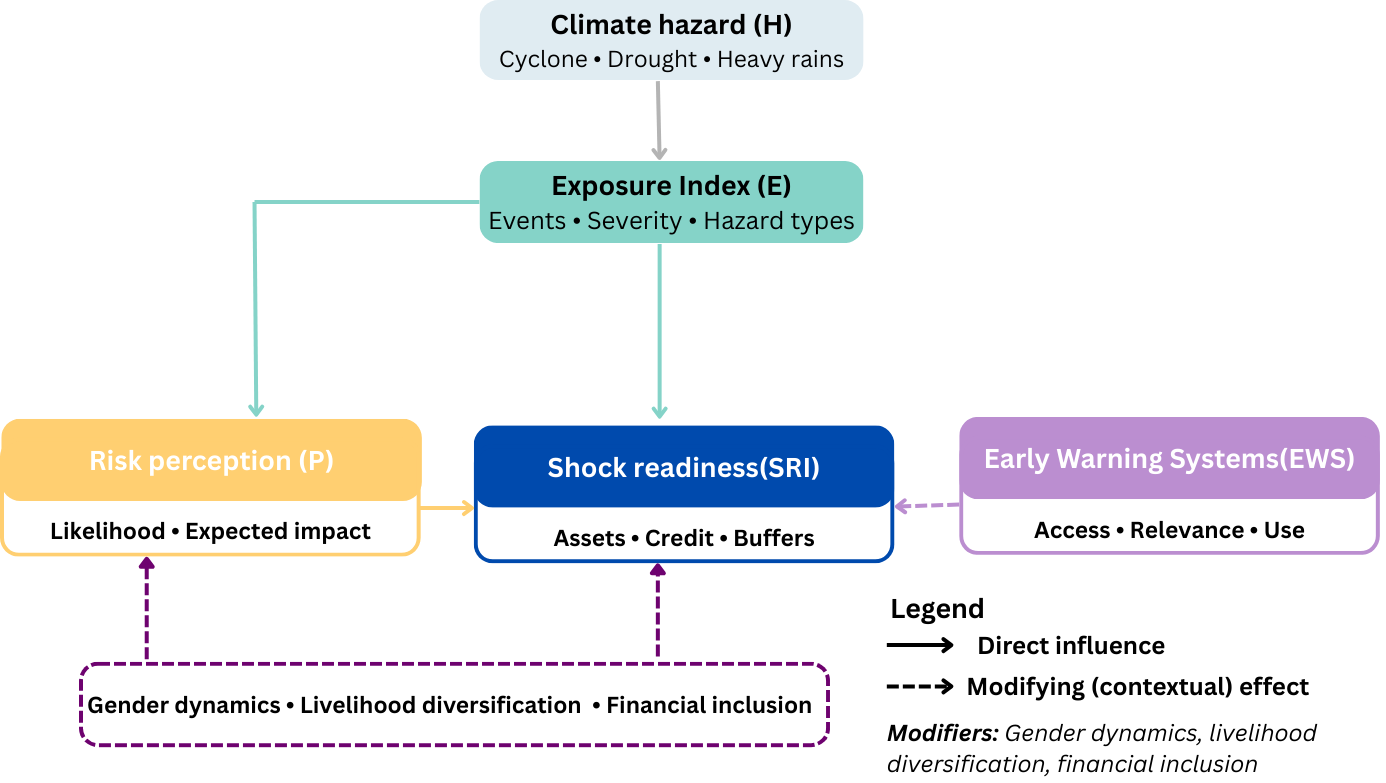 Climate hazard (H)
Cyclone • Drought • Heavy rains
Exposure Index (E)
Events • Severity • Hazard types
Risk perception (P)
Likelihood • Expected impact
Shock readiness(SRI)
Assets • Credit • Buffers
Early Warning Systems(EWS)
Access • Relevance • Use
Gender dynamics • Livelihood diversification • Financial inclusion
Legend
Direct influence
Modifying (contextual) effect
Modifiers: Gender dynamics, livelihood
diversification, financial inclusion